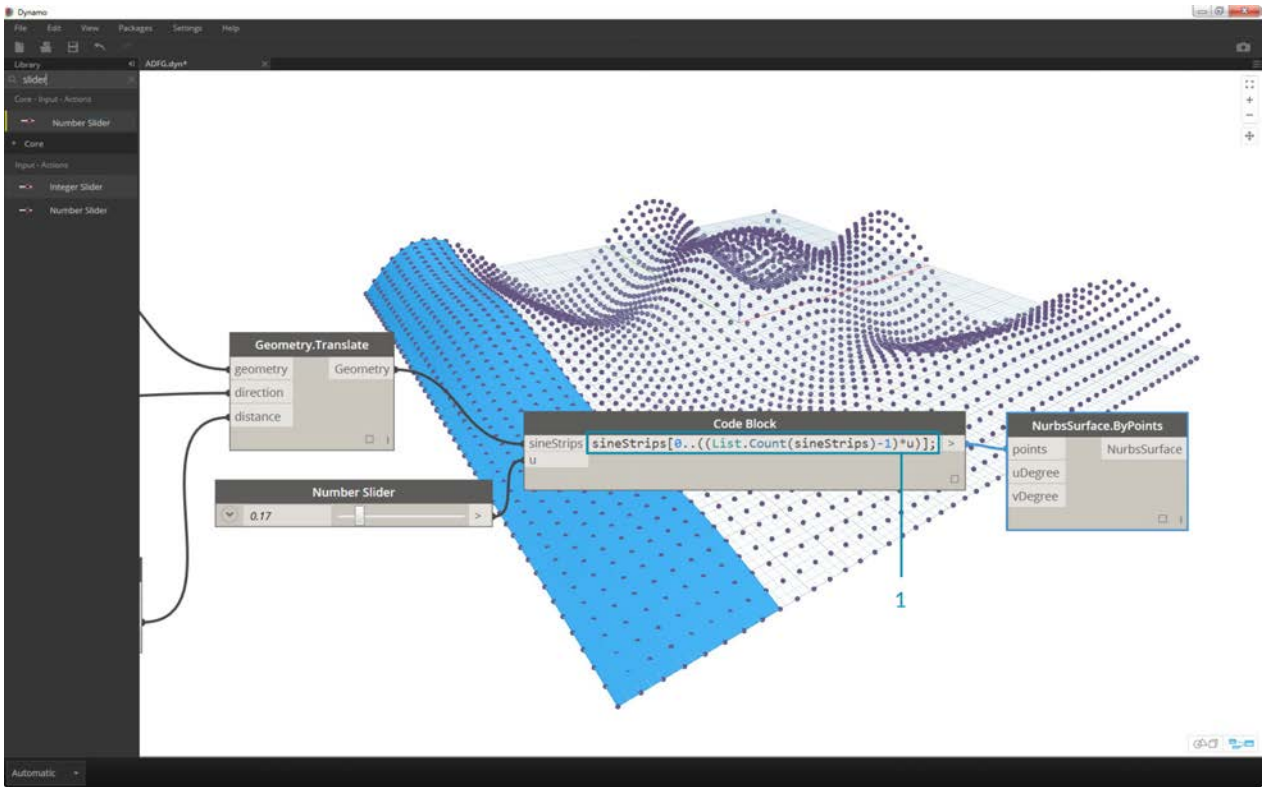 Dynamo
File Edit View Packages Settings Help
Library
ADFG.dyn*
slider
Core - Input - Actions
Number Slider
Core
Input - Actions
Integer Slider
Number Slider
Geometry.Translate
geometry Geometry
direction
distance
Code Block
sineStrips sineStrips[0..((List.Count(sineStrips)-1)*u)]; >
u
NurbsSurface.ByPoints
points NurbsSurface
uDegree
vDegree
Number Slider
0.17 >
1
Automatic